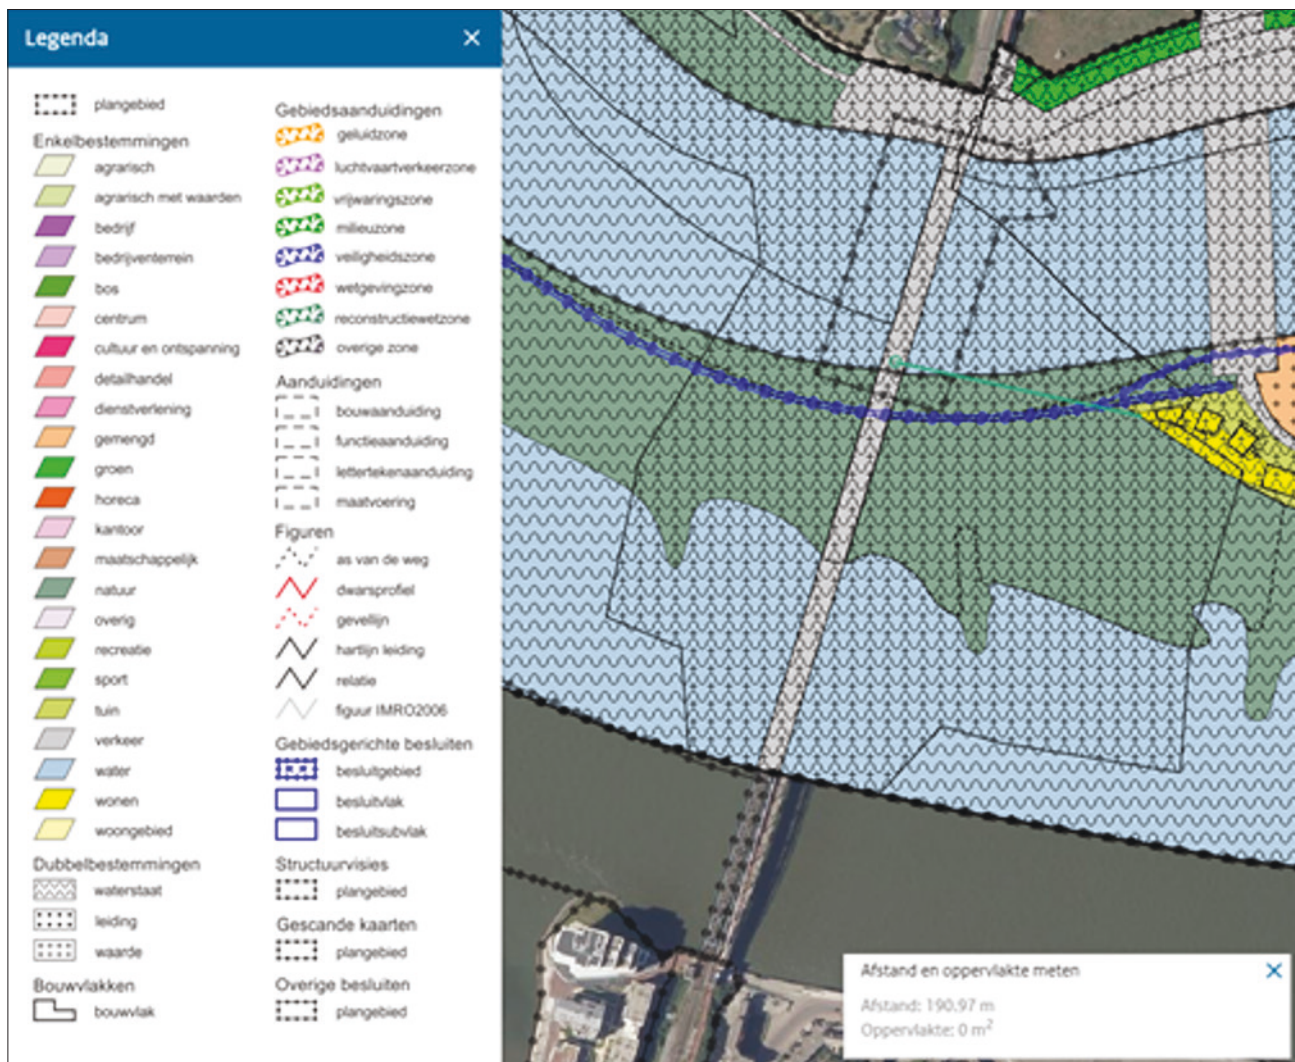 Legenda
plangebied
Enkelbestemmingen
agrarisch
agrarisch met waarden
bedrijf
bedrijventerrein
bos
centrum
cultuur en ontspanning
detailhandel
dienstverlening
gemengd
groen
horeca
kantoor
maatschappelijk
natuur
overig
recreatie
sport
tuin
verkeer
water
wonen
woongebied
Dubbelbestemmingen
waterstaat
leiding
waarde
Bouwvlakken
bouwvlak
Gebiedsaanduidingen
geluidzone
luchtvaartverkeerzone
vrijwaringszone
milieuzone
veiligheidszone
wetgevingzone
reconstructiewetzone
overige zone
Aanduidingen
bouwaanduiding
functieaanduiding
lettertekenaanduiding
maatvoering
Figuren
as van de weg
dwarsprofiel
gevellijn
hartlijn leiding
relatie
figuur IMRO2006
Gebiedsgerichte besluiten
besluitgebied
besluitvlak
besluitsubvlak
Structuurvisies
plangebied
Gescande kaarten
plangebied
Overige besluiten
plangebied
Afstand en oppervlakte meten
Afstand: 190.97 m
Oppervlakte: 0 m²